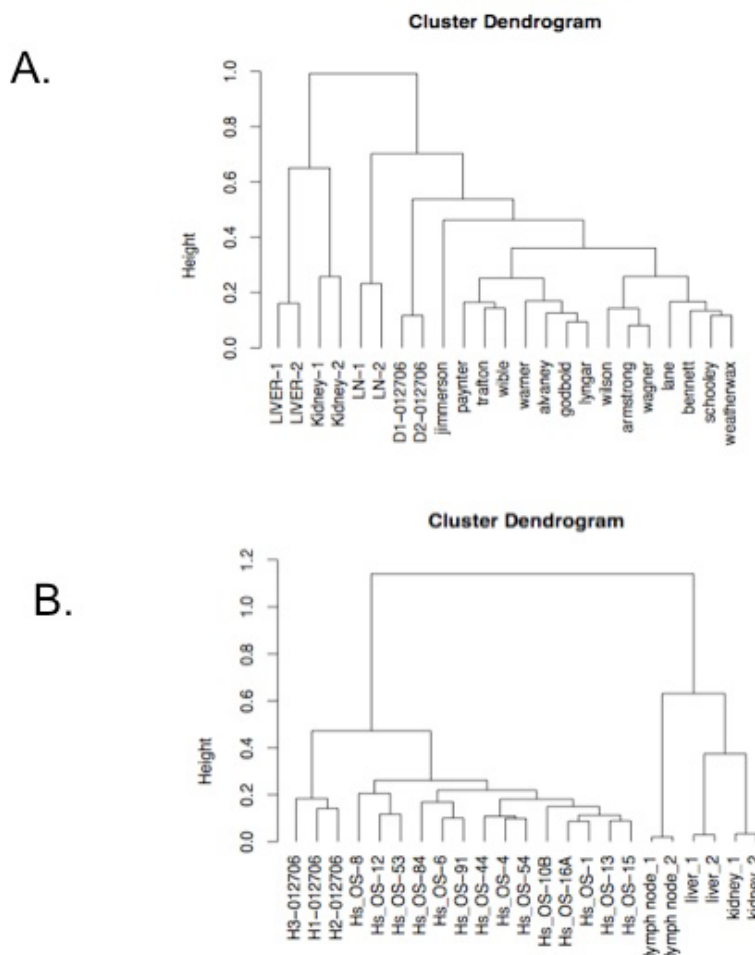 Cluster Dendrogram
A.
Height
1.0
0.8
0.6
0.4
0.2
0.0
LIVER-1
LIVER-2
Kidney-1
Kidney-2
LN-1
LN-2
D1-012706
D2-012706
jimmerson
paynter
trafton
wible
warner
alvaney
godbold
lyngar
wilson
armstrong
wagner
lane
bennett
schooley
weatherwax
Cluster Dendrogram
B.
Height
1.2
1.0
0.8
0.6
0.4
0.2
0.0
H3-012706
H1-012706
H2-012706
Hs_OS-8
Hs_OS-12
Hs_OS-53
Hs_OS-84
Hs_OS-6
Hs_OS-91
Hs_OS-44
Hs_OS-4
Hs_OS-54
Hs_OS-10B
Hs_OS-16A
Hs_OS-1
Hs_OS-13
Hs_OS-15
lymph node_1
lymph node_2
liver_1
liver_2
kidney_1
kidney_2